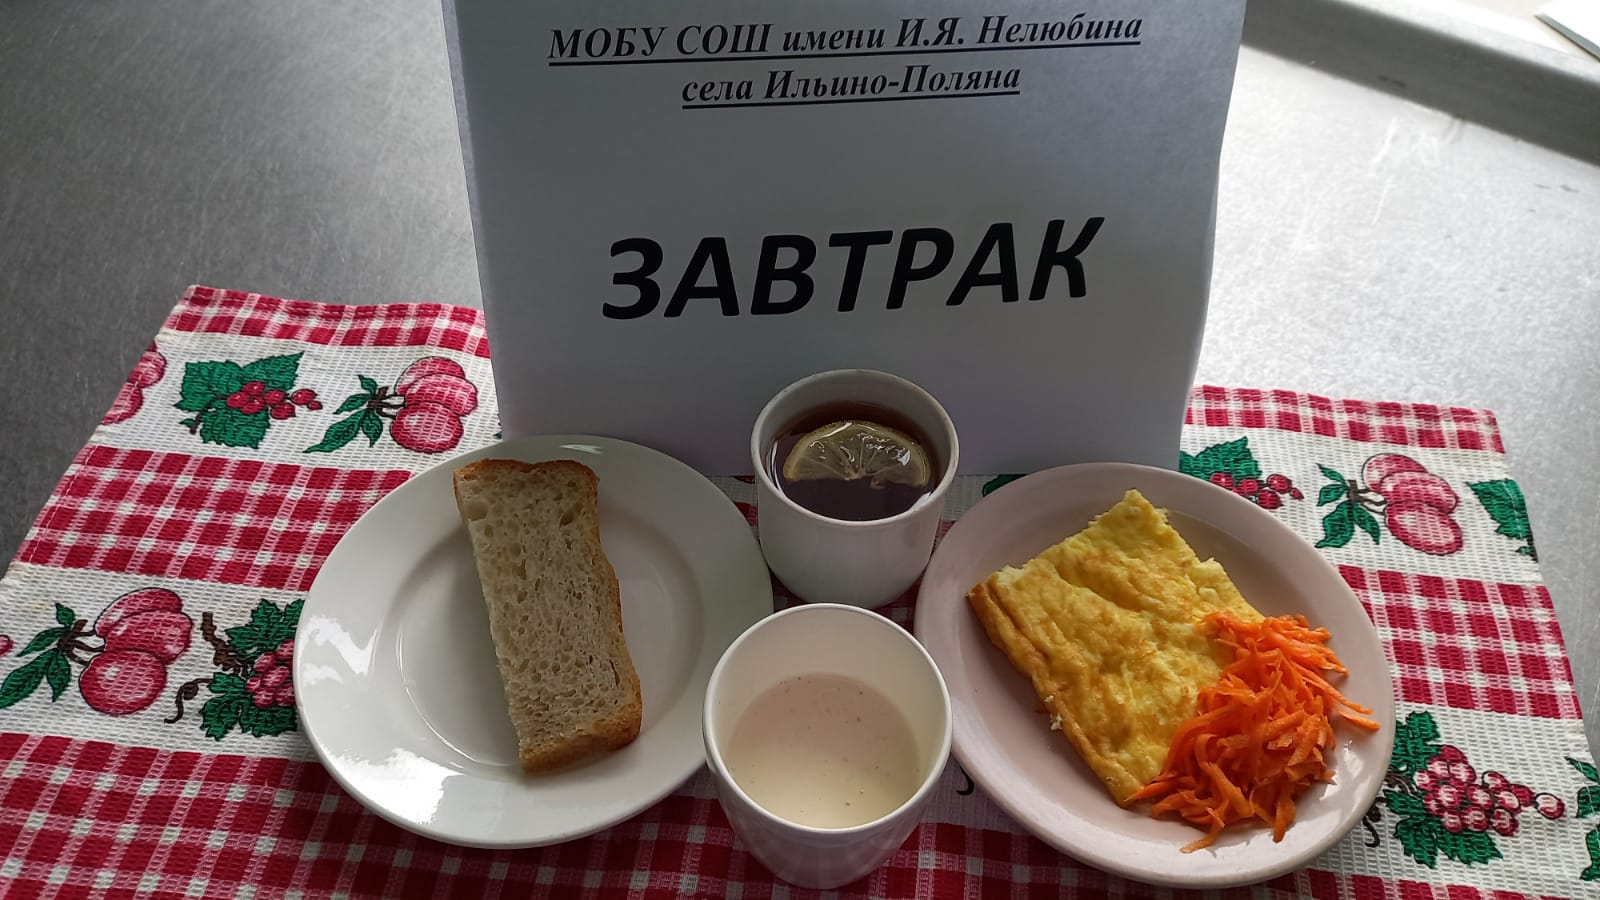 МОБУ СОШ имени И.Я. Нелюбина
села Ильино-Поляна
ЗАВТРАК